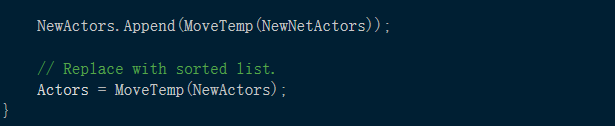 NewActors.Append(MoveTemp(NewNetActors));
// Replace with sorted list.
Actors = MoveTemp(NewActors);
}